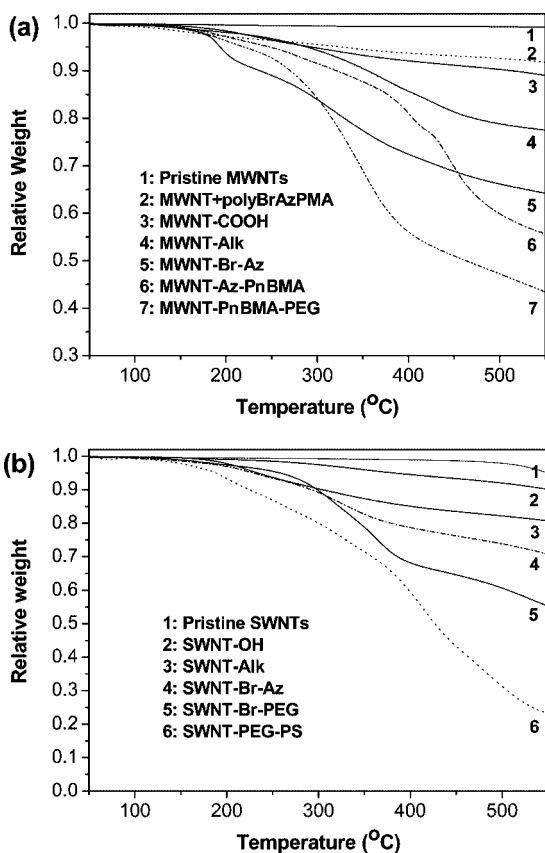 (a)
1.0
0.9
0.8
0.7
0.6
0.5
0.4
0.3
Relative Weight
1
2
3
4
5
6
7
1: Pristine MWNTs
2: MWNT+polyBrAzPMA
3: MWNT-COOH
4: MWNT-Alk
5: MWNT-Br-Az
6: MWNT-Az-PnBMA
7: MWNT-PnBMA-PEG
100 200 300 400 500
Temperature (°C)
(b)
1.0
0.9
0.8
0.7
0.6
0.5
0.4
0.3
0.2
0.1
0.0
Relative weight
1
2
3
4
5
6
1: Pristine SWNTs
2: SWNT-OH
3: SWNT-Alk
4: SWNT-Br-Az
5: SWNT-Br-PEG
6: SWNT-PEG-PS
100 200 300 400 500
Temperature (°C)